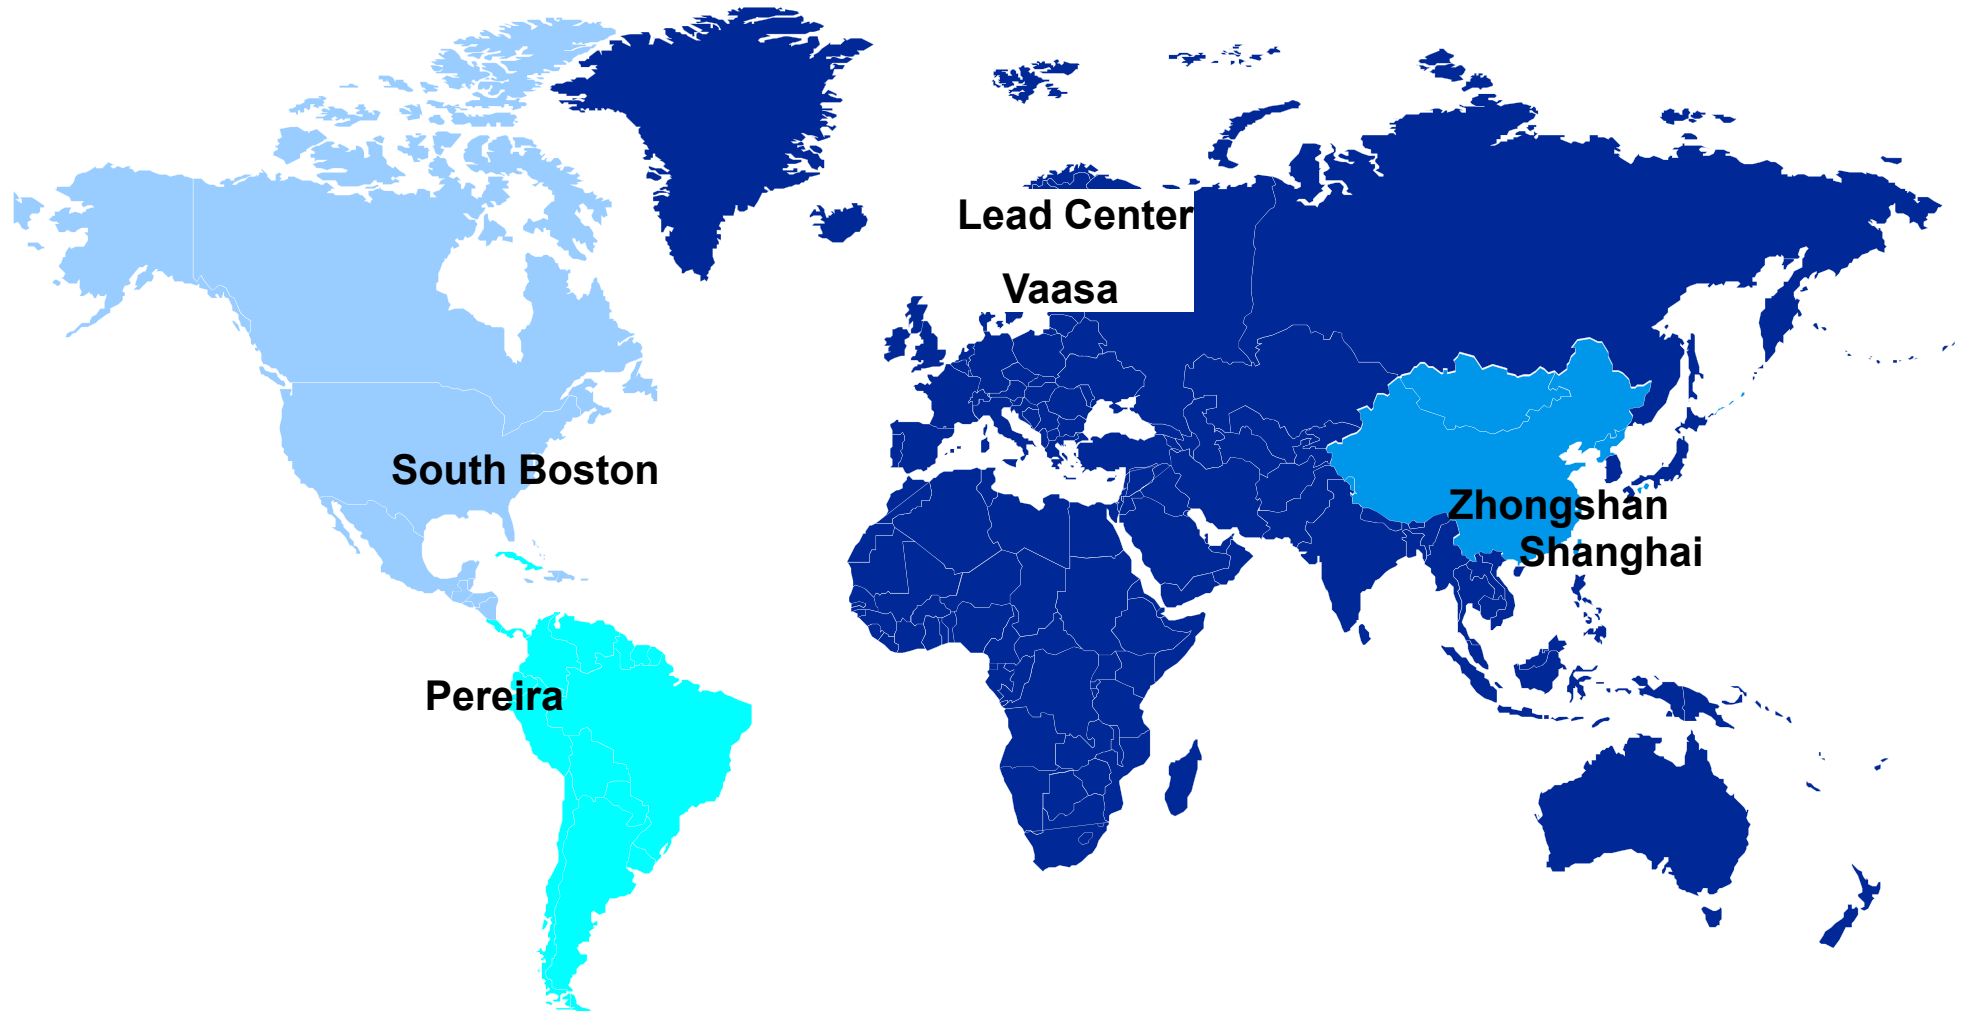 Lead Center
Vaasa
South Boston
Zhongshan
Shanghai
Pereira